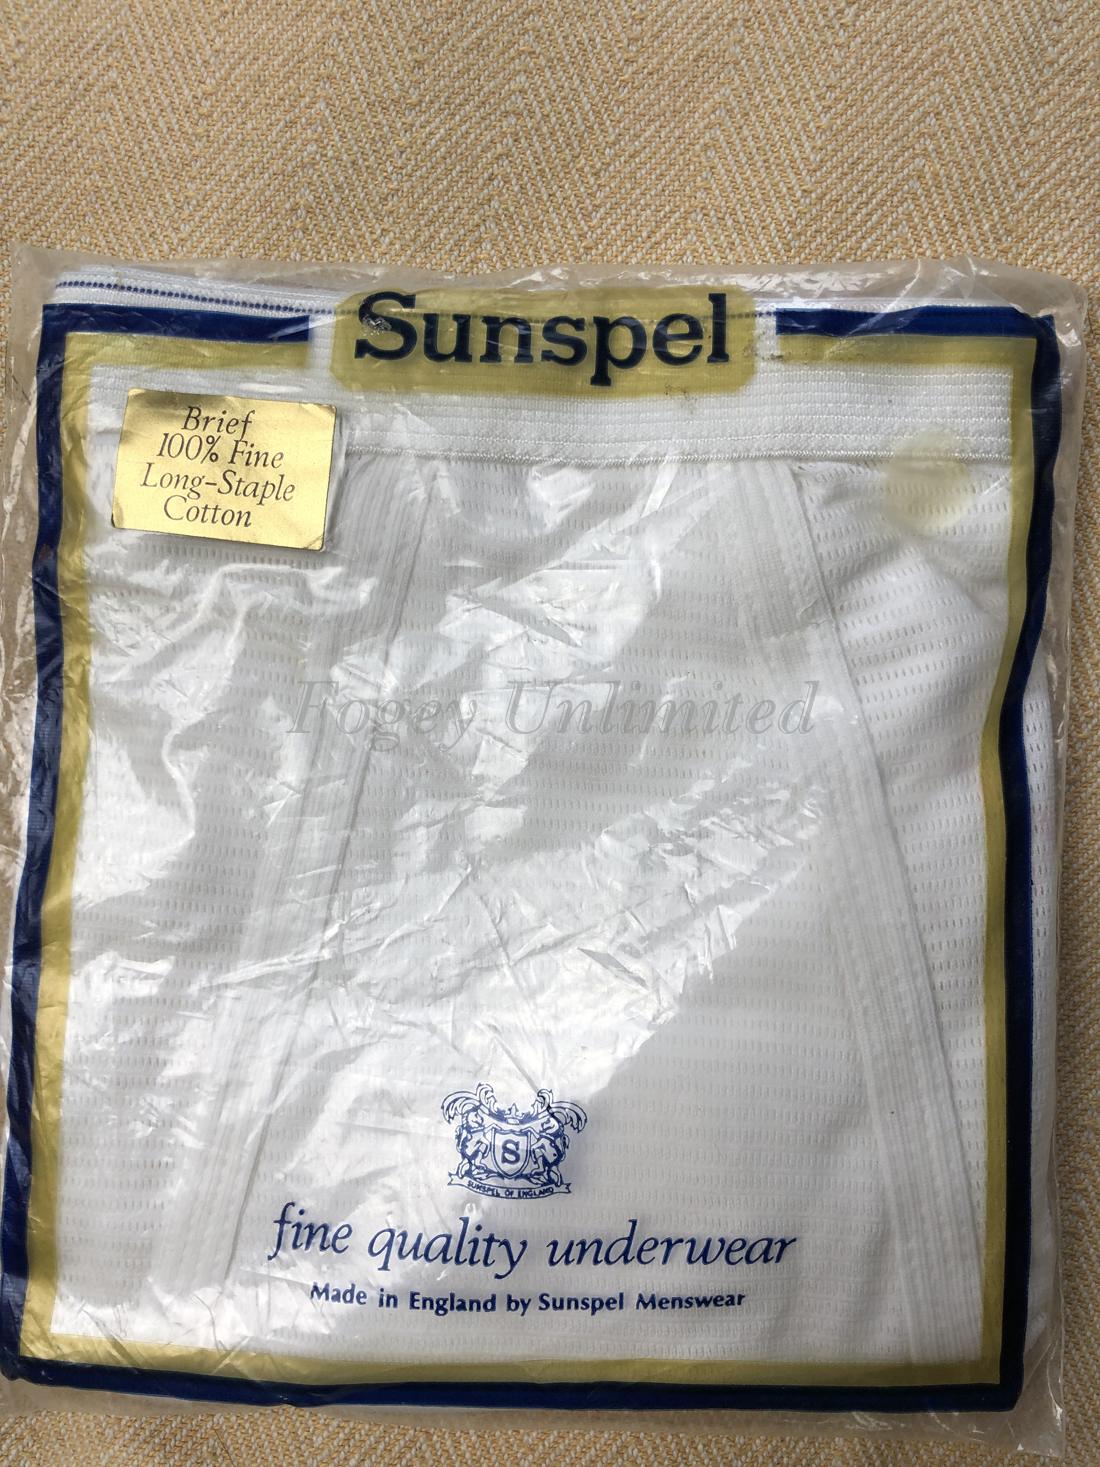 Sunspel
Brief
100% Fine
Long-Staple
Cotton
Fogey Unlimited
S
SUNSPEL OF ENGLAND
fine quality underwear
Made in England by Sunspel Menswear